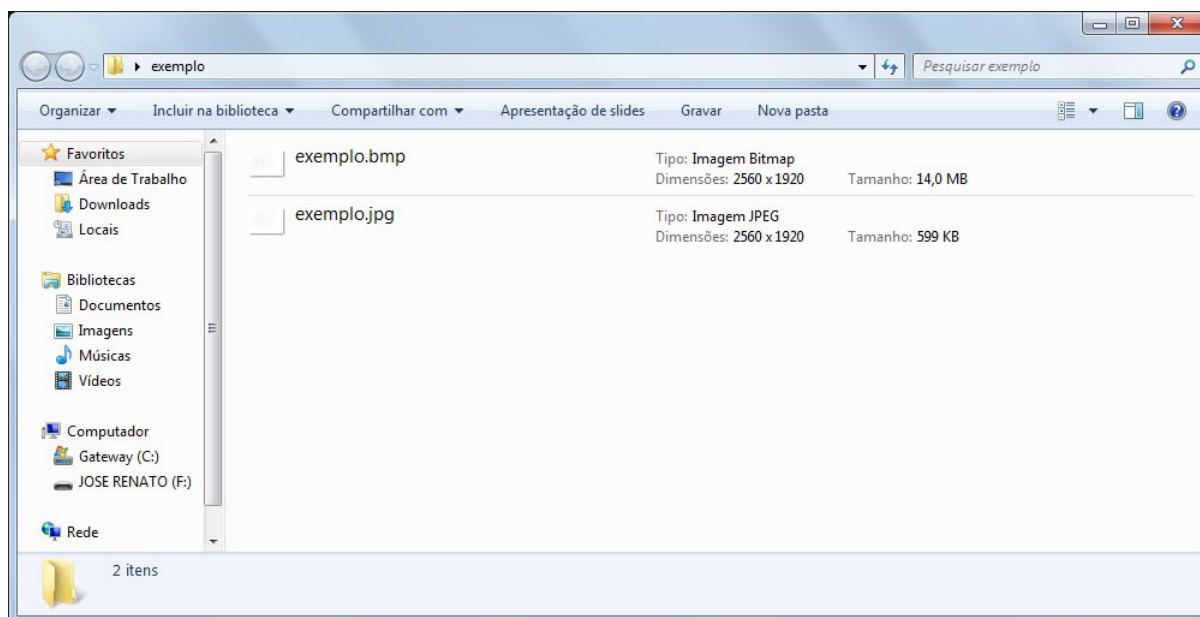 exemplo
Pesquisar exemplo
Organizar Incluir na biblioteca Compartilhar com Apresentação de slides Gravar Nova pasta
Favoritos
Área de Trabalho
Downloads
Locais
Bibliotecas
Documentos
Imagens
Músicas
Vídeos
Computador
Gateway (C:)
JOSE RENATO (F:)
Rede
exemplo.bmp
Tipo: Imagem Bitmap
Dimensões: 2560 x 1920 Tamanho: 14,0 MB
exemplo.jpg
Tipo: Imagem JPEG
Dimensões: 2560 x 1920 Tamanho: 599 KB
2 itens